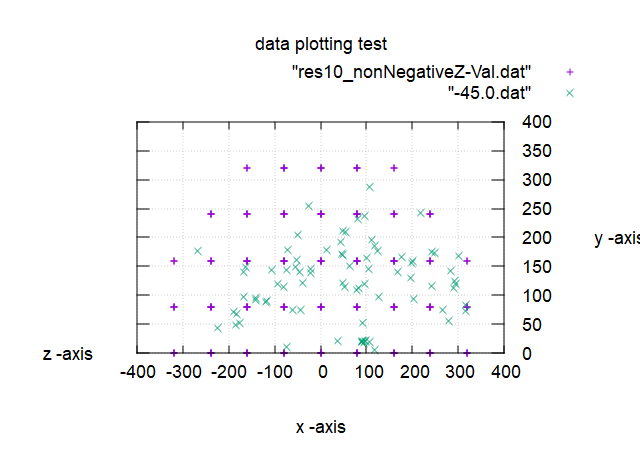 data plotting test
"res10_nonNegativeZ-Val.dat"
"-45.0.dat"
400
350
300
250
200
150
100
50
0
y -axis
z -axis
-400 -300 -200 -100 0 100 200 300 400
x -axis